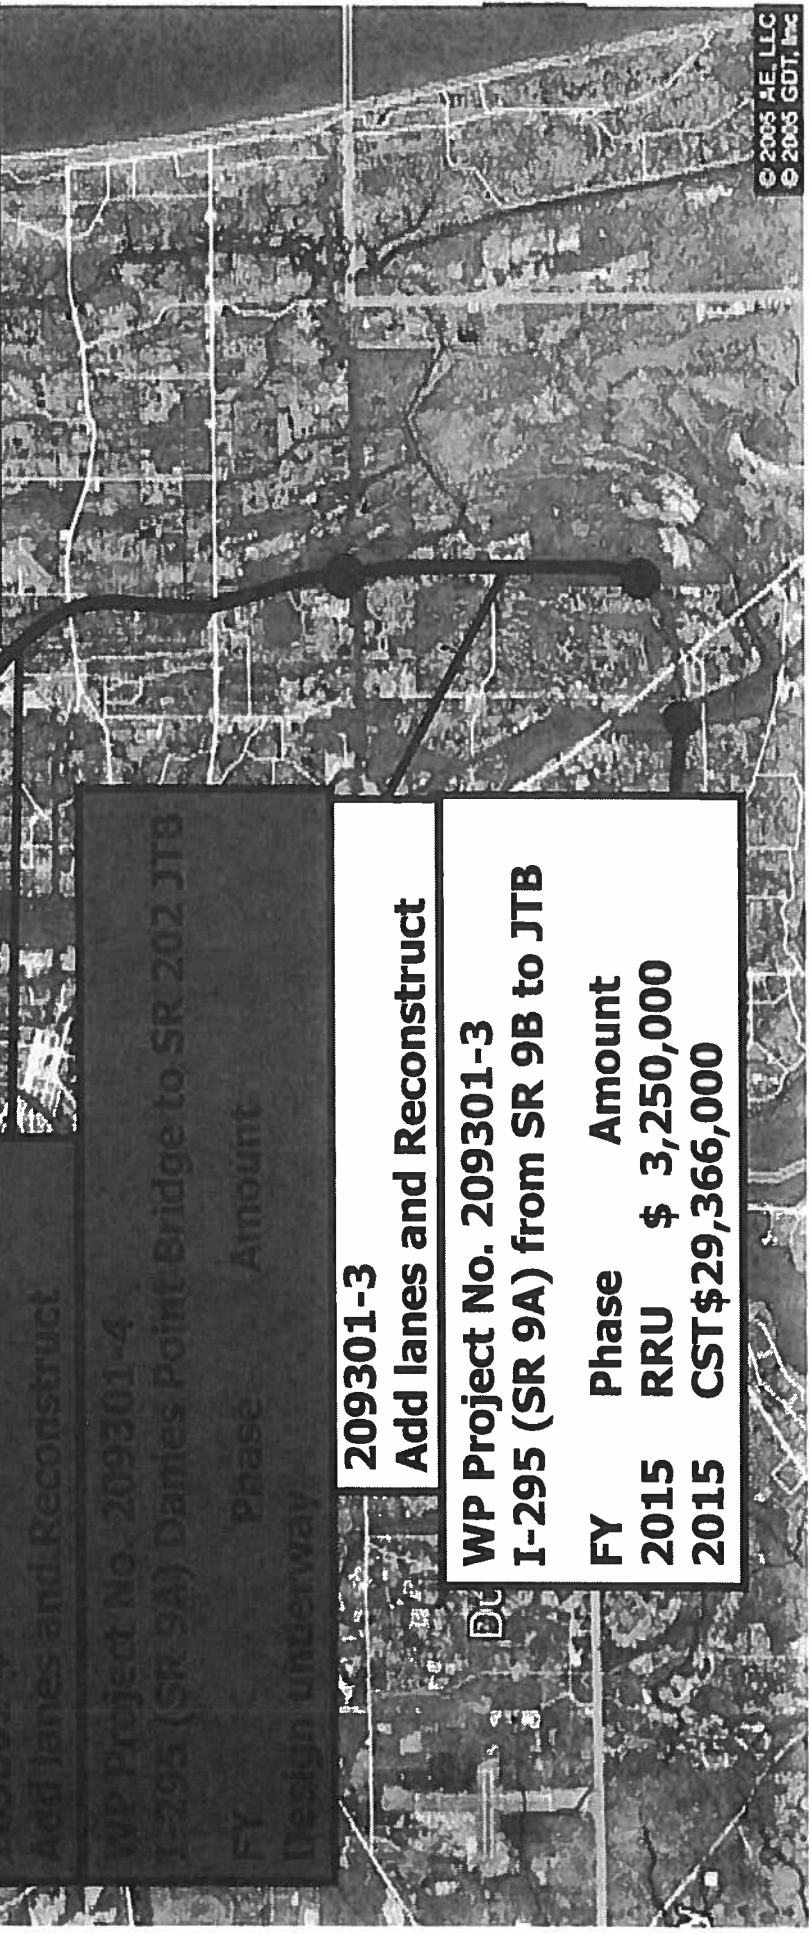 Add lanes and Reconstruct
WP Project No. 209301-4
I-295 (SR 9A) Dames Point Bridge to SR 202 JTB
FY Phase Amount
Design underway
209301-3
Add lanes and Reconstruct
WP Project No. 209301-3
I-295 (SR 9A) from SR 9B to JTB
FY Phase Amount
2015 RRU $ 3,250,000
2015 CST$29,366,000
Du
© 2005 AE, LLC
© 2005 GDT, Inc